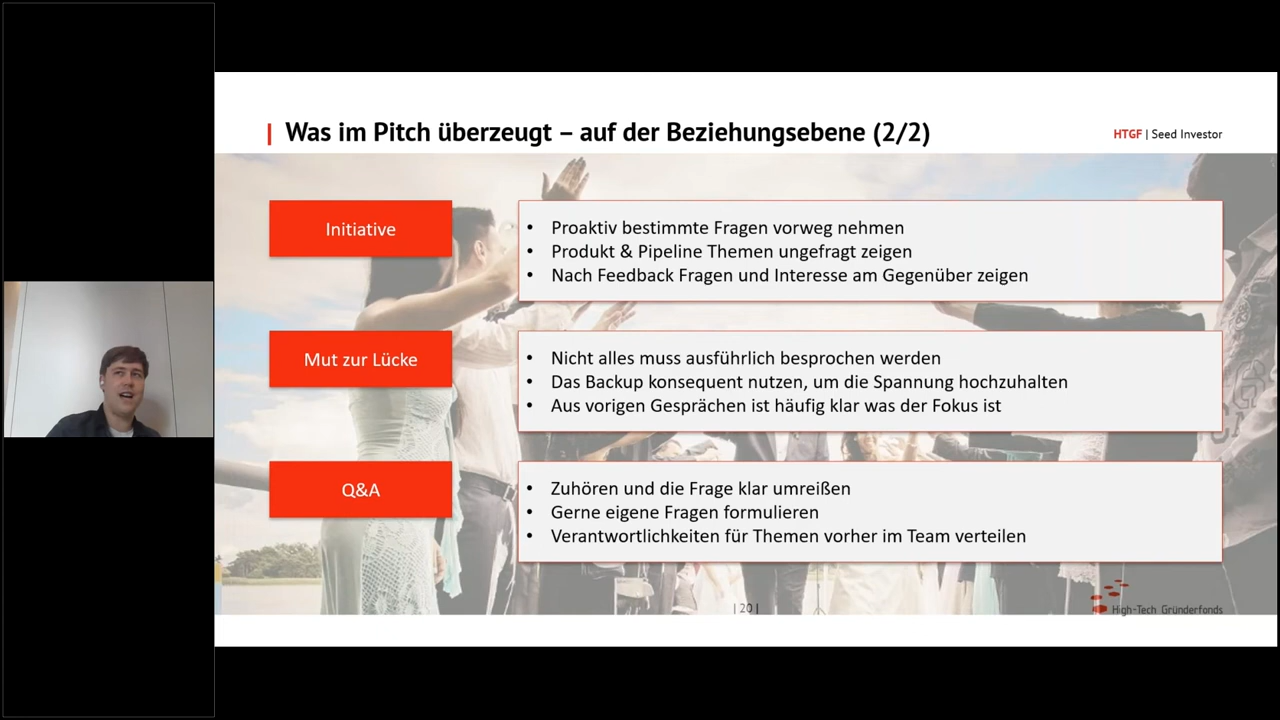 Was im Pitch überzeugt – auf der Beziehungsebene (2/2)
HTGF | Seed Investor
Initiative
• Proaktiv bestimmte Fragen vorweg nehmen
• Produkt & Pipeline Themen ungefragt zeigen
• Nach Feedback Fragen und Interesse am Gegenüber zeigen
Mut zur Lücke
• Nicht alles muss ausführlich besprochen werden
• Das Backup konsequent nutzen, um die Spannung hochzuhalten
• Aus vorigen Gesprächen ist häufig klar was der Fokus ist
Q&A
• Zuhören und die Frage klar umreißen
• Gerne eigene Fragen formulieren
• Verantwortlichkeiten für Themen vorher im Team verteilen
| 20 |
High-Tech Gründerfonds